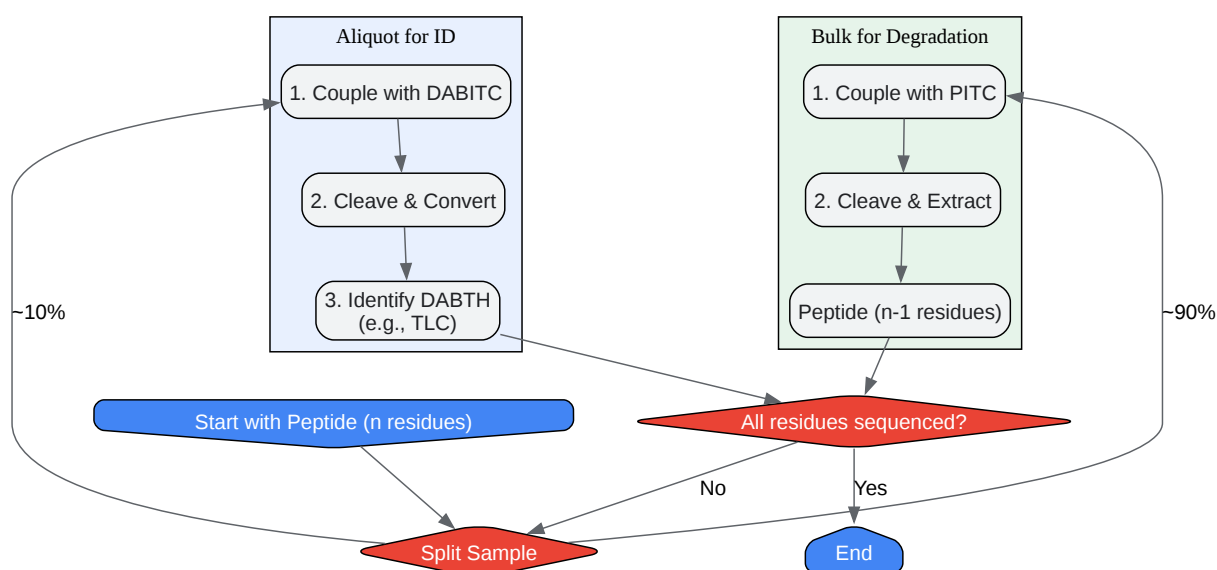 Aliquot for ID
Bulk for Degradation
1. Couple with DABITC
1. Couple with PITC
2. Cleave & Convert
2. Cleave & Extract
3. Identify DABTH
(e.g., TLC)
Peptide (n-1 residues)
~10%
~90%
Start with Peptide (n residues)
All residues sequenced?
No
Yes
Split Sample
End